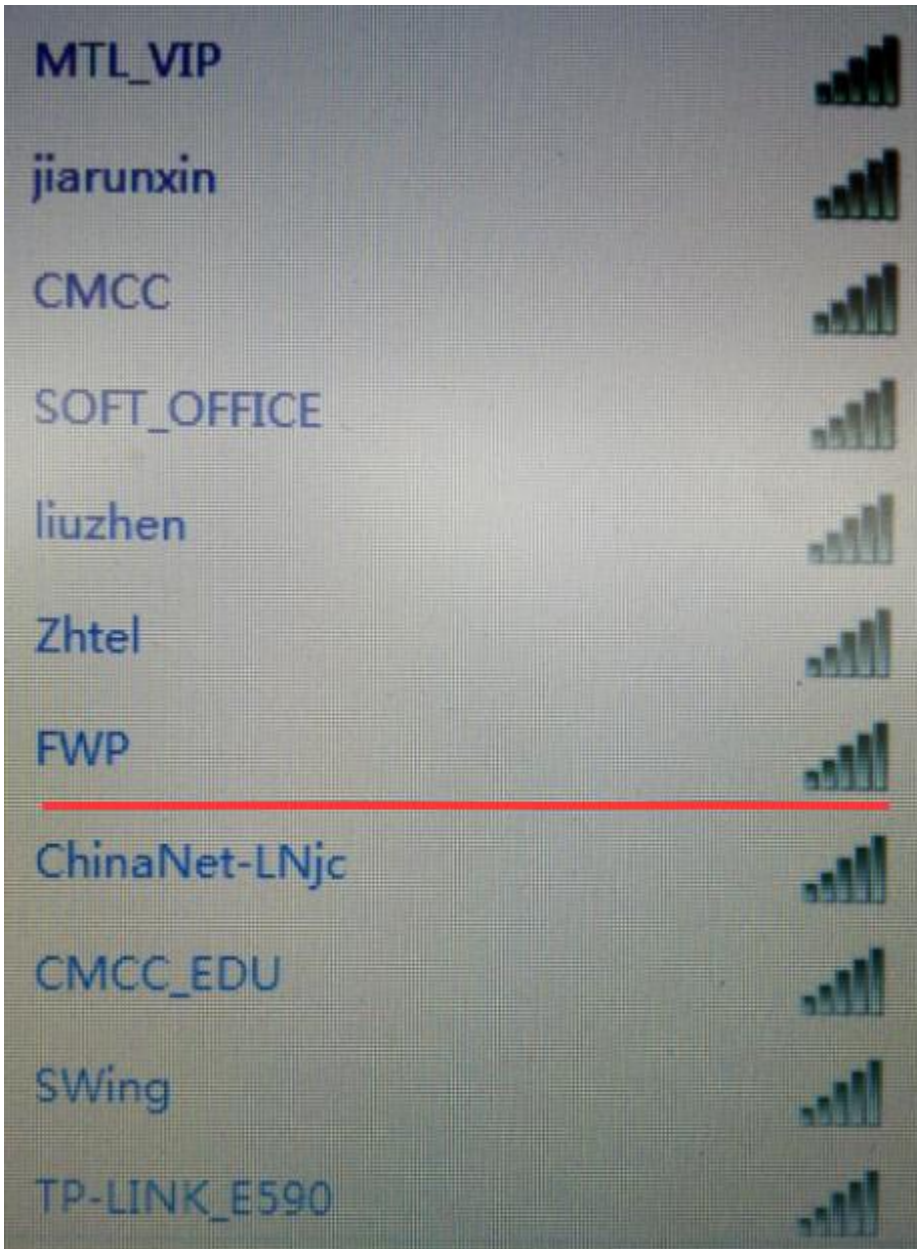 MTL_VIP
jiarunxin
CMCC
SOFT_OFFICE
liuzhen
Zhtel
FWP
ChinaNet-LNjc
CMCC_EDU
SWing
TP-LINK_E590